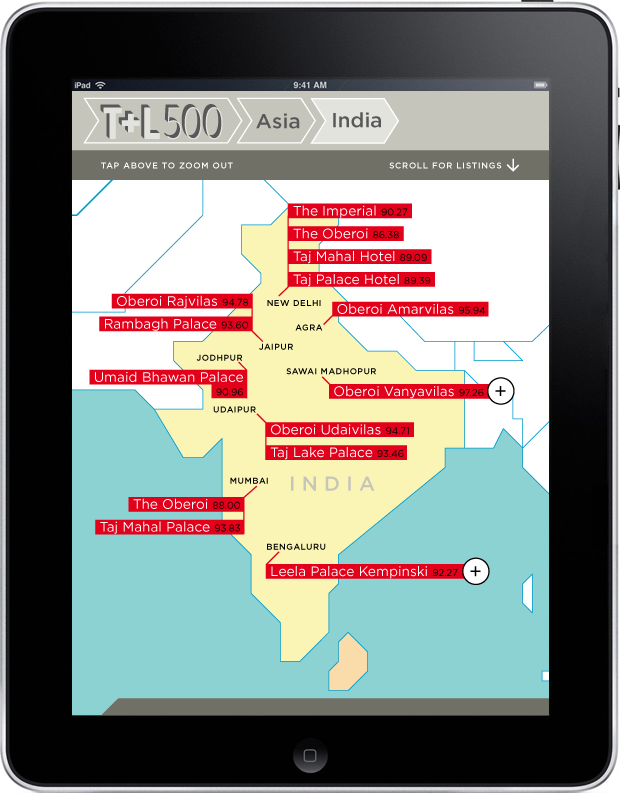 iPad
9:41 AM
T+L 500
Asia
India
TAP ABOVE TO ZOOM OUT
SCROLL FOR LISTINGS
The Imperial 90.27
The Oberoi 86.38
Taj Mahal Hotel 89.09
Taj Palace Hotel 89.39
NEW DELHI
Oberoi Rajvilas 94.78
Oberoi Amarvilas 95.94
Rambagh Palace 93.60
AGRA
JAIPUR
JODHPUR
SAWAI MADHOPUR
Umaid Bhawan Palace
90.96
Oberoi Vanyavilas 97.26 +
UDAIPUR
Oberoi Udaivilas 94.71
Taj Lake Palace 93.46
MUMBAI
INDIA
The Oberoi 88.00
Taj Mahal Palace 93.83
BENGALURU
Leela Palace Kempinski 92.27 +